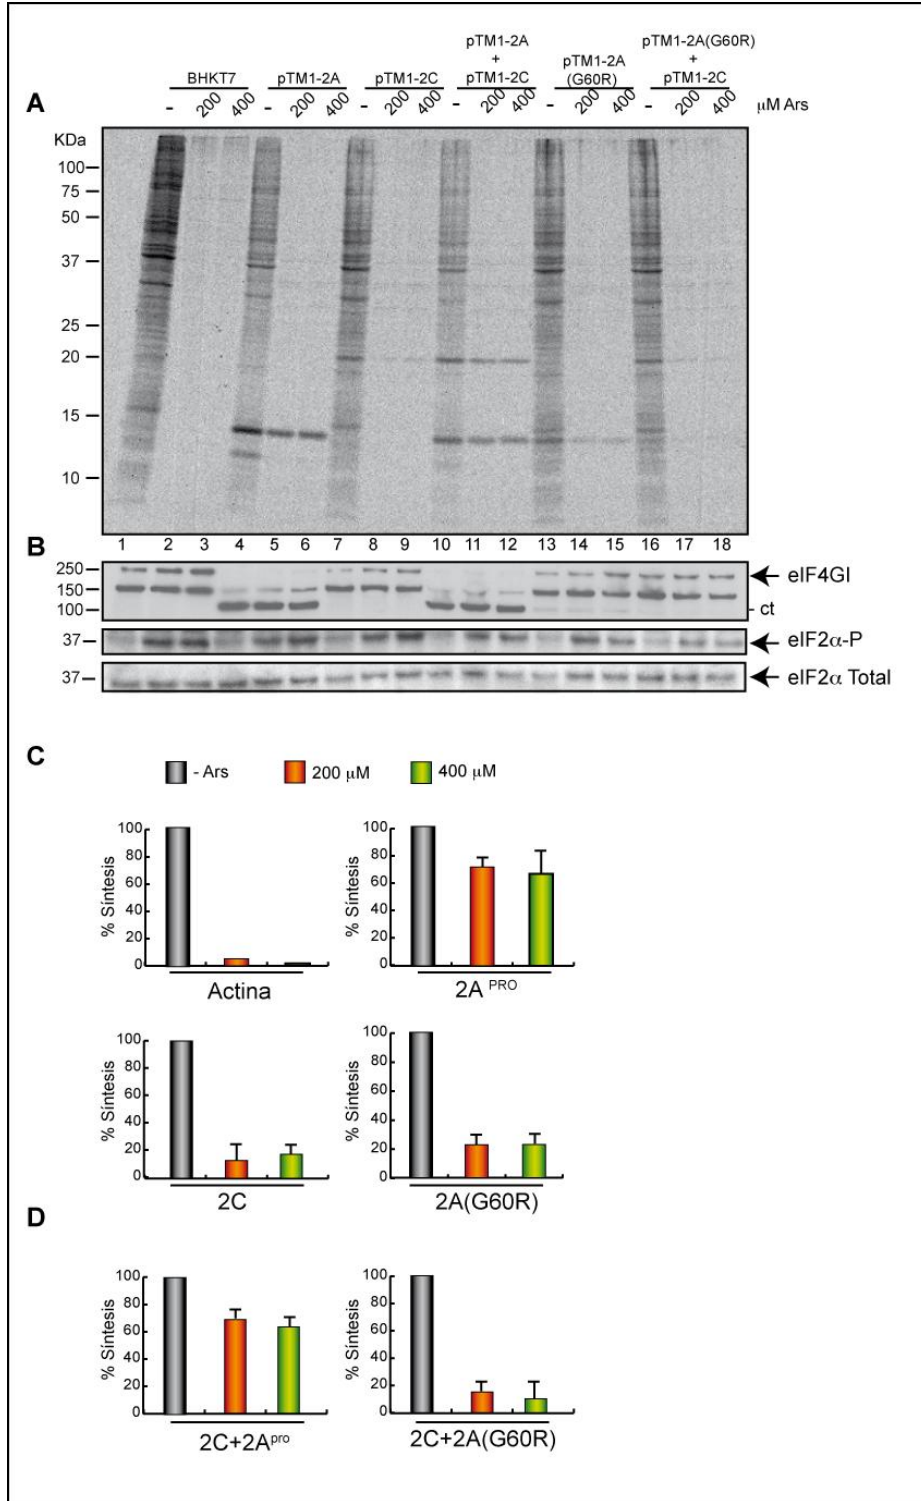 pTM1-2A pTM1-2A(G60R)
+ pTM1-2A +
BHKT7 pTM1-2A pTM1-2C pTM1-2C (G60R) pTM1-2C
A - 200 400 - 200 400 - 200 400 - 200 400 - 200 400 - 200 400 μM Ars
KDa
100
75
50
37
25
20
15
10
B 1 2 3 4 5 6 7 8 9 10 11 12 13 14 15 16 17 18
250 eIF4GI
150
100 - ct
37 eIF2α-P
37 eIF2α Total
C
- Ars 200 μM 400 μM
% Síntesis 100 80 60 40 20 0
Actina
% Síntesis 100 80 60 40 20 0
2A PRO
% Síntesis 100 80 60 40 20 0
2C
% Síntesis 100 80 60 40 20 0
2A(G60R)
D
% Síntesis 100 80 60 40 20 0
2C+2Apro
% Síntesis 100 80 60 40 20 0
2C+2A(G60R)